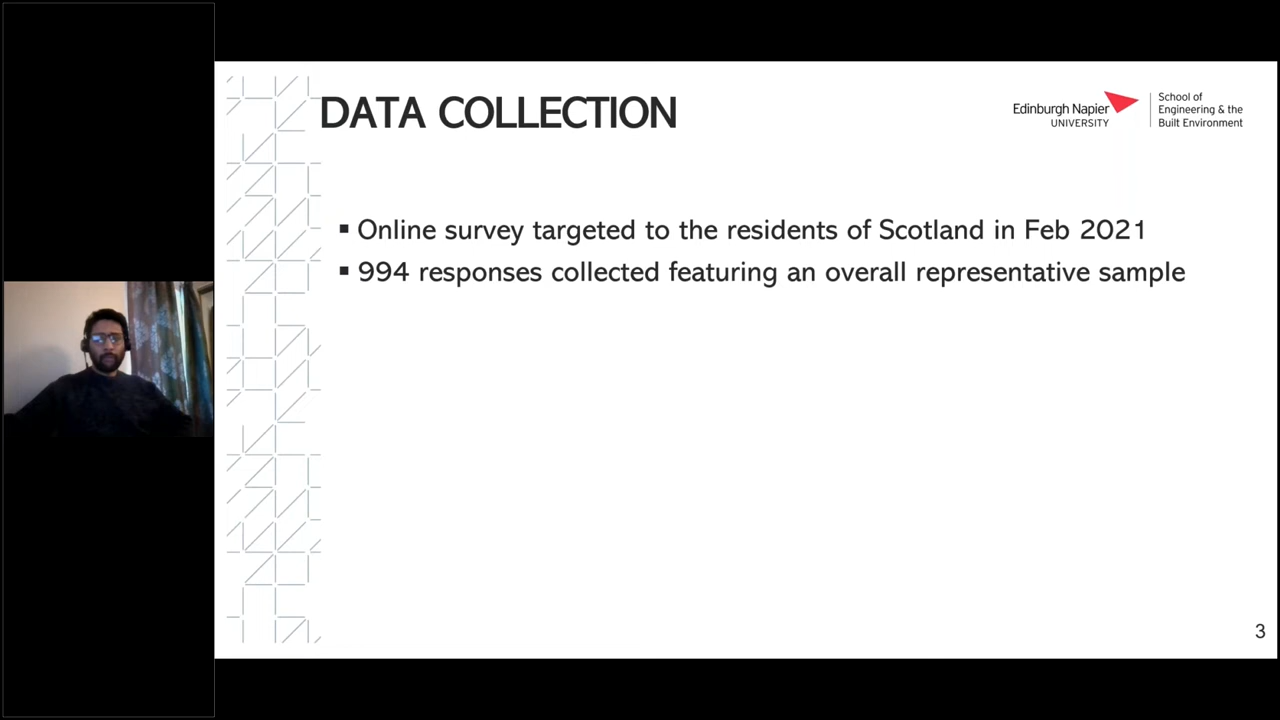 DATA COLLECTION
Edinburgh Napier
UNIVERSITY
School of
Engineering & the
Built Environment
▪ Online survey targeted to the residents of Scotland in Feb 2021
▪ 994 responses collected featuring an overall representative sample
3